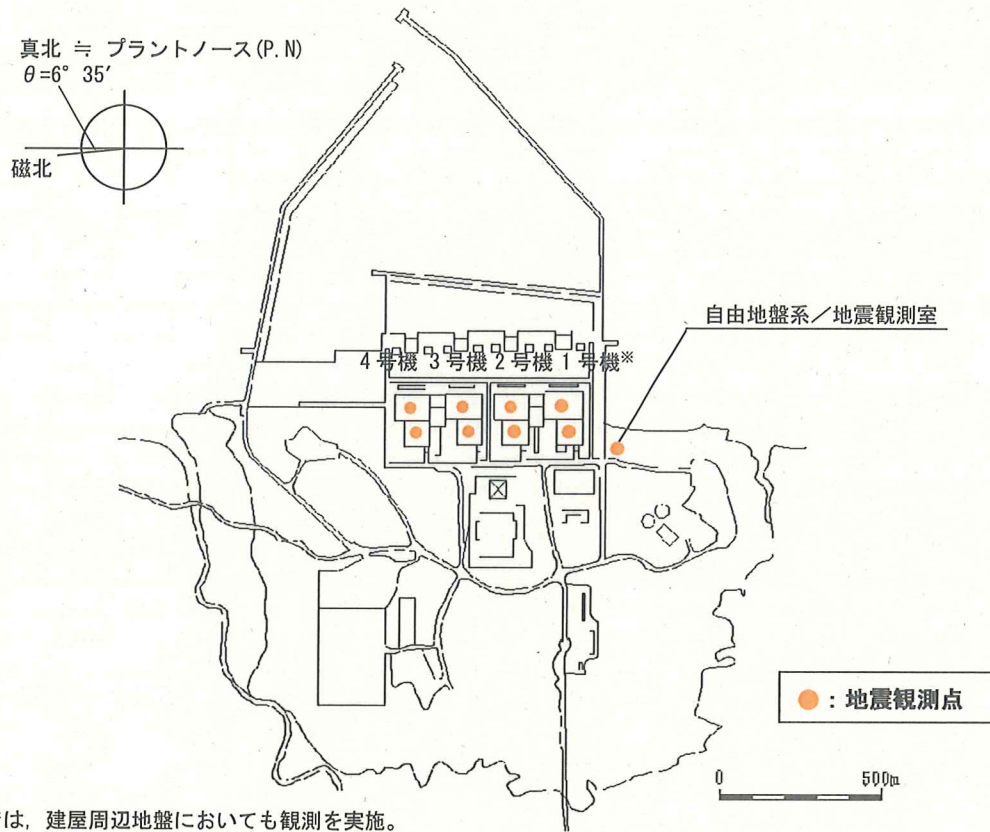 真北 ≒ プラントノース(P.N)
θ=6° 35′
磁北
自由地盤系／地震観測室
4 号機 3 号機 2 号機 1 号機※
●：地震観測点
0 500m
は，建屋周辺地盤においても観測を実施。